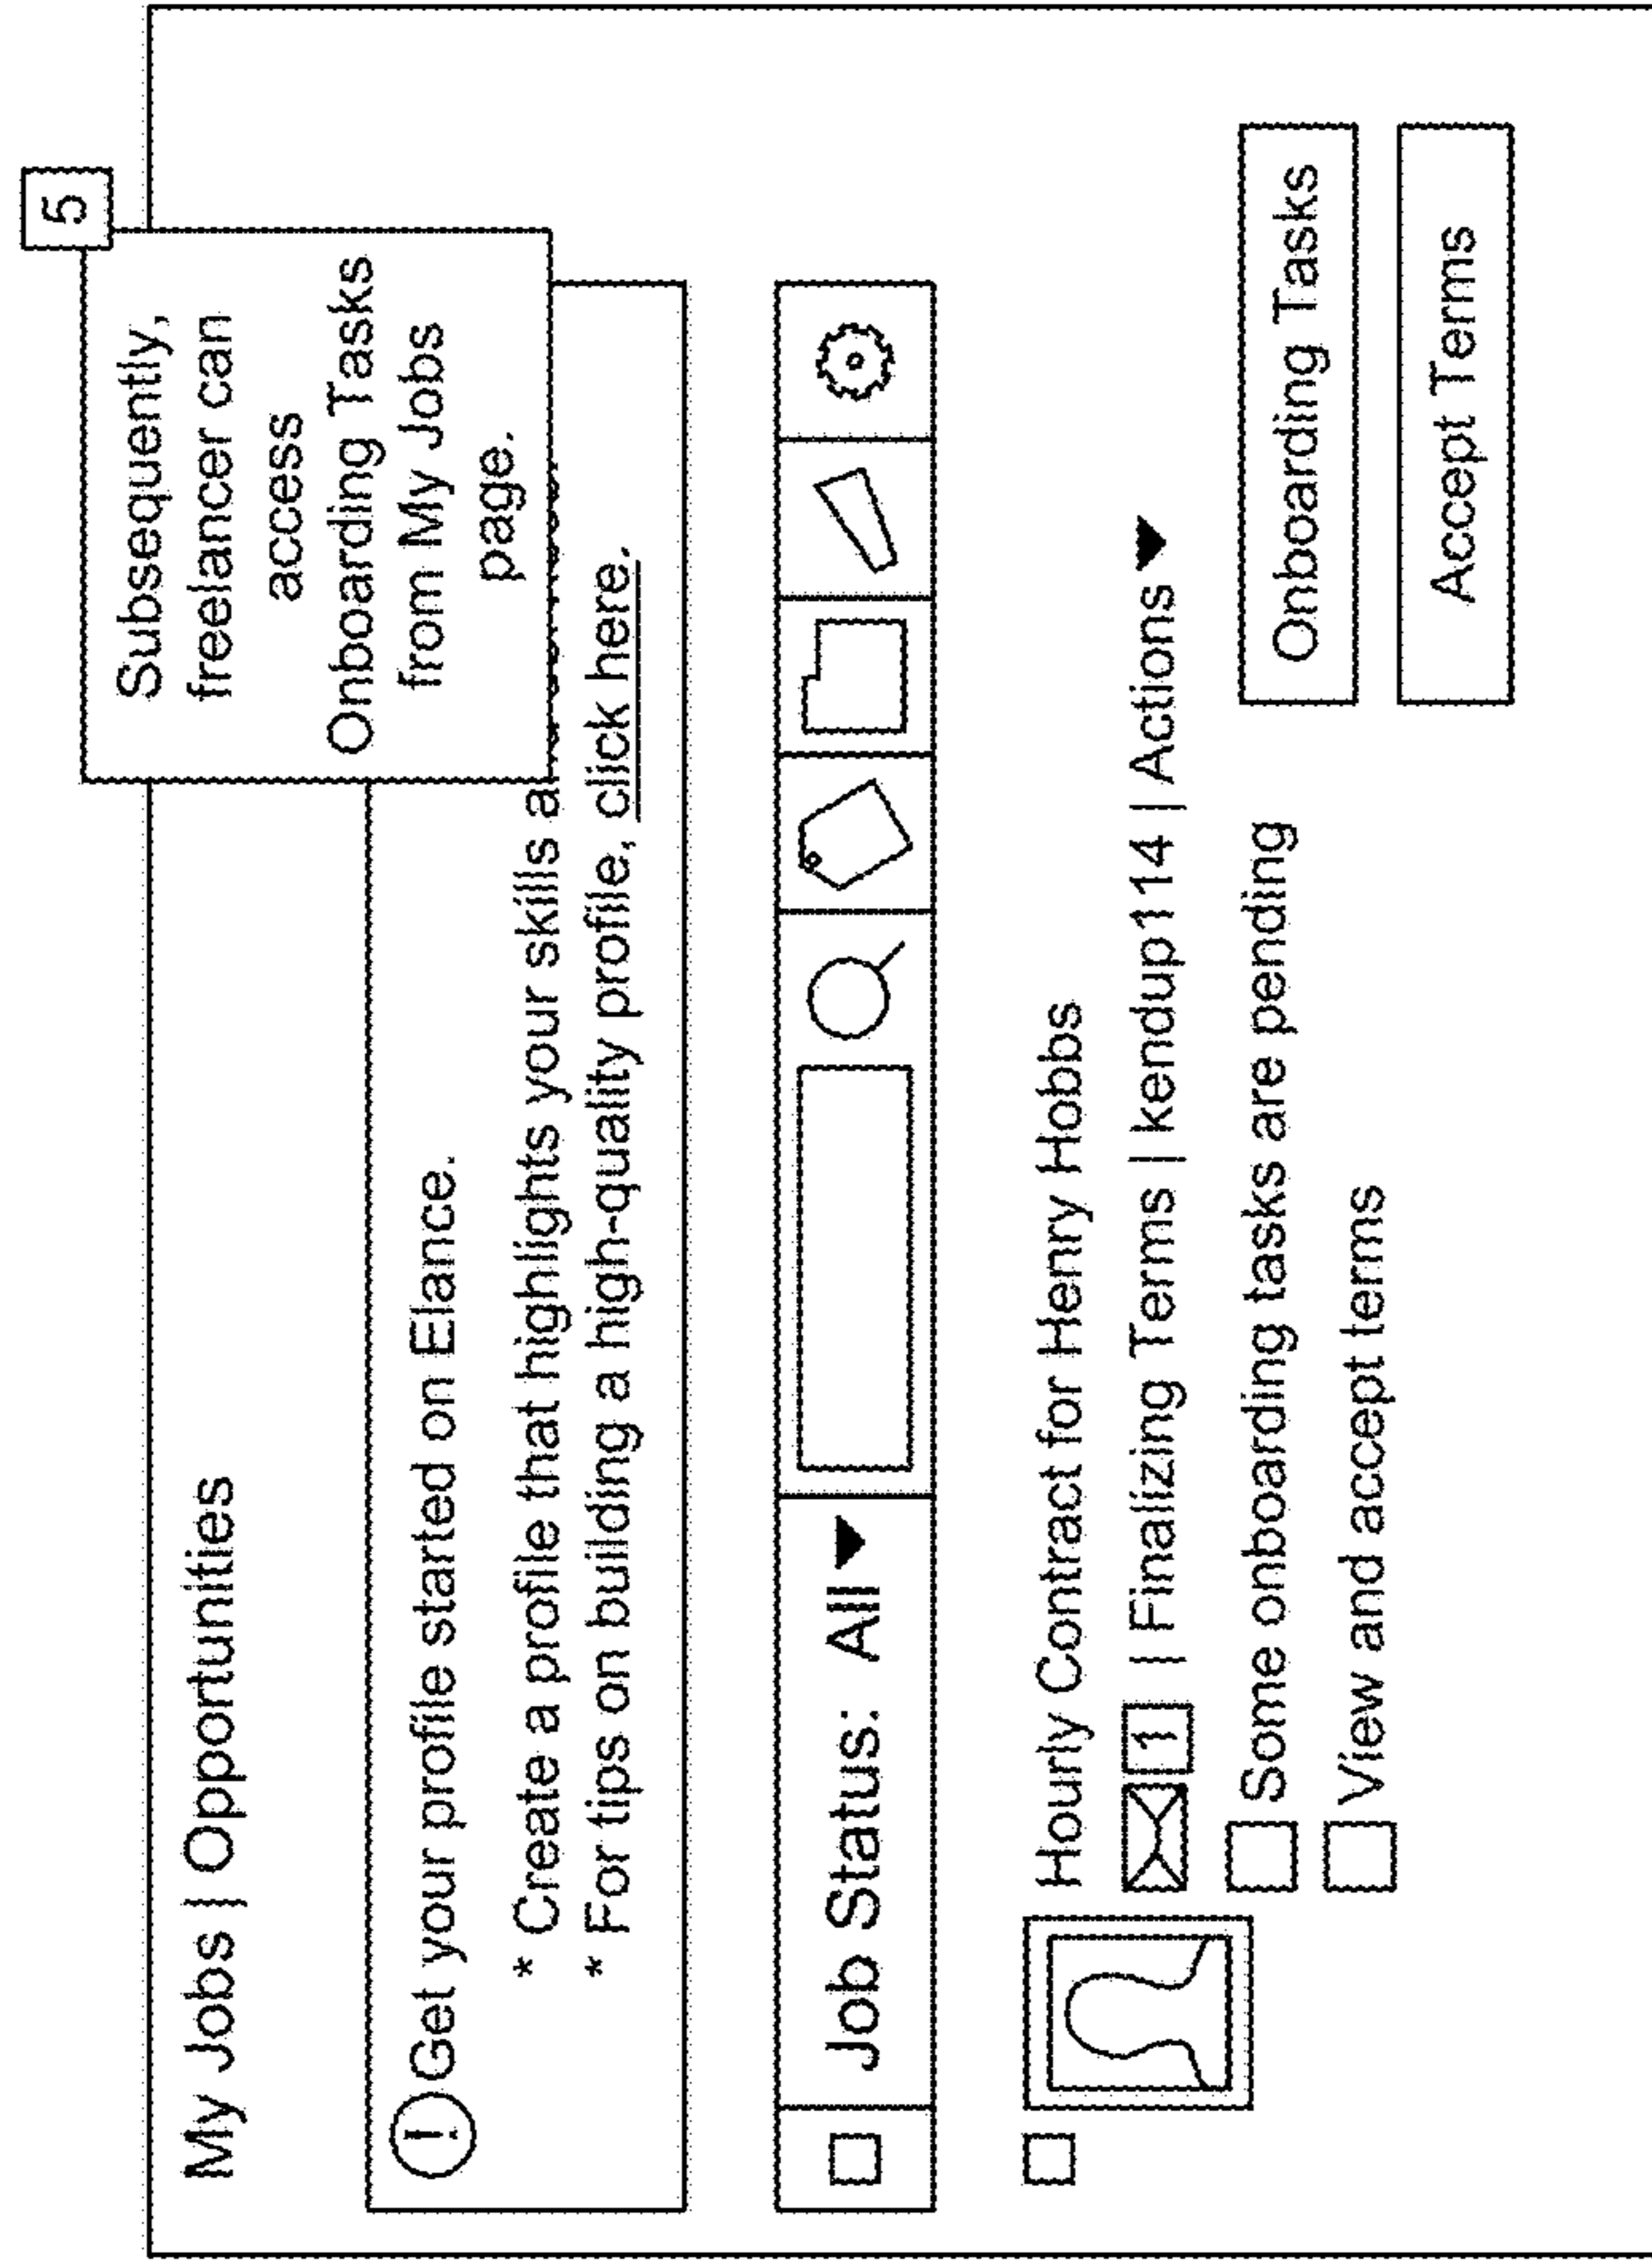 5
Subsequently,
freelancer can
access
Onboarding Tasks
from My Jobs
page.
My Jobs | Opportunities
! Get your profile started on Elance.
* Create a profile that highlights your skills a
* For tips on building a high-quality profile, click here.
Job Status: All
Hourly Contract for Henry Hobbs
1 | Finalizing Terms | kendup114 | Actions
Some onboarding tasks are pending
View and accept terms
Onboarding Tasks
Accept Terms